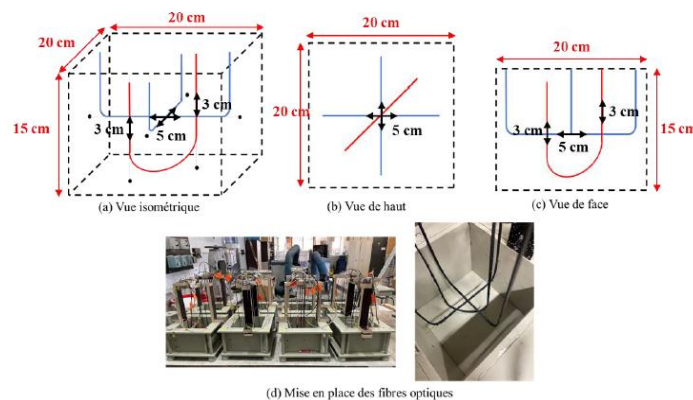 20 cm
20 cm
15 cm
3 cm
3 cm
5 cm
(a) Vue isométrique
20 cm
20 cm
5 cm
(b) Vue de haut
20 cm
15 cm
3 cm
3 cm
5 cm
(c) Vue de face
(d) Mise en place des fibres optiques